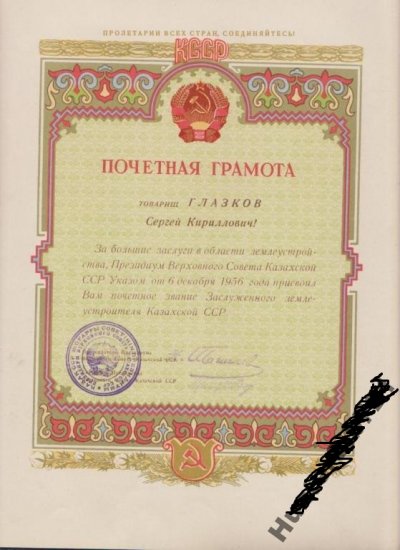 ПРОЛЕТАРИИ ВСЕХ СТРАН, СОЕДИНЯЙТЕСЬ!
КССР
ПОЧЕТНАЯ ГРАМОТА
ТОВАРИЩ ГЛАЗКОВ
Сергей Кириллович!
За большие заслуги в области землеустрой-
ства, Президиум Верховного Совета Казахской
ССР Указом от 6 декабря 1956 года присвоил
Вам почетное звание Заслуженного земле-
устроителя Казахской ССР